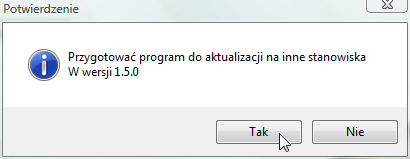 Potwierdzenie
Przygotować program do aktualizacji na inne stanowiska
W wersji 1.5.0
Tak
Nie